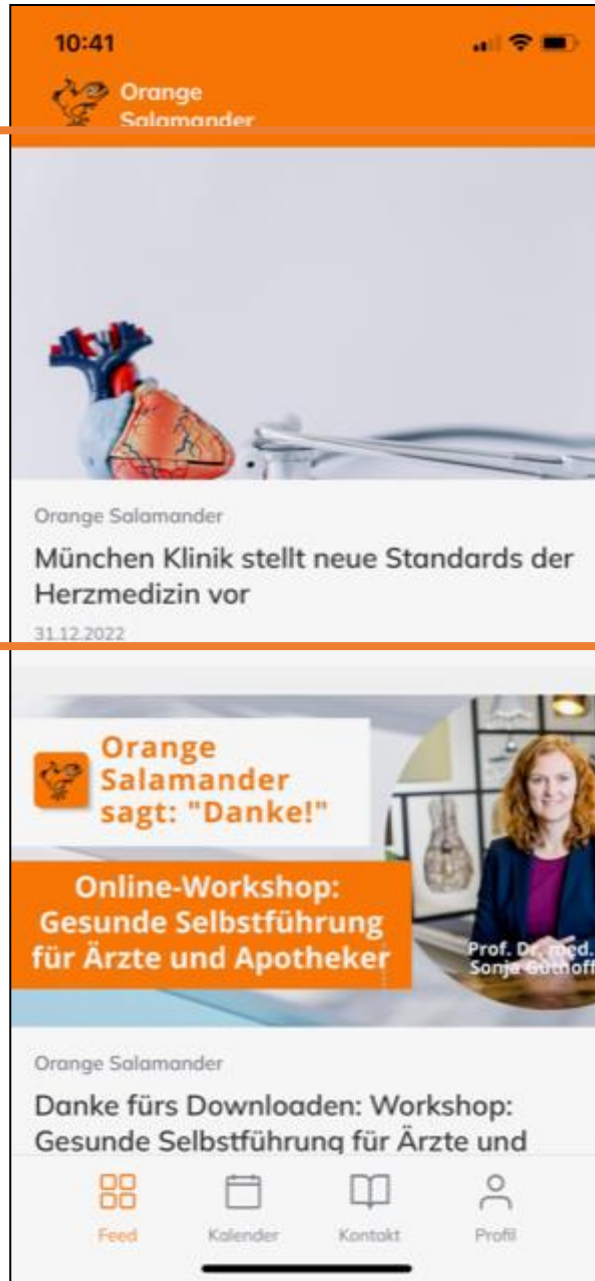 10:41
Orange
Salamander
Orange Salamander
München Klinik stellt neue Standards der
Herzmedizin vor
31.12.2022
Orange
Salamander
sagt: "Danke!"
Online-Workshop:
Gesunde Selbstführung
für Ärzte und Apotheker
Prof. Dr. med.
Sonja Güthoff
Orange Salamander
Danke fürs Downloaden: Workshop:
Gesunde Selbstführung für Ärzte und
Feed
Kalender
Kontakt
Profil